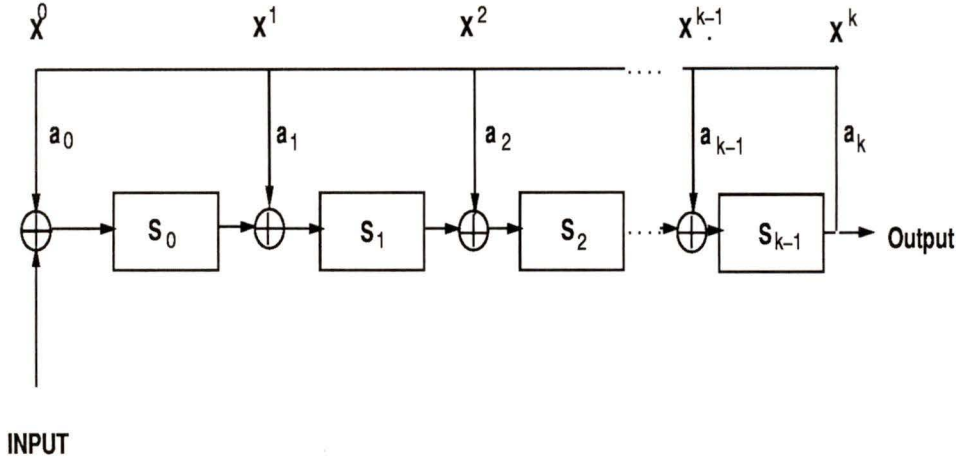 X⁰ X¹ X² Xᵏ⁻¹ Xᵏ
.... 
a₀ a₁ a₂ aₖ₋₁ aₖ
S₀ S₁ S₂ .... Sₖ₋₁ Output
INPUT